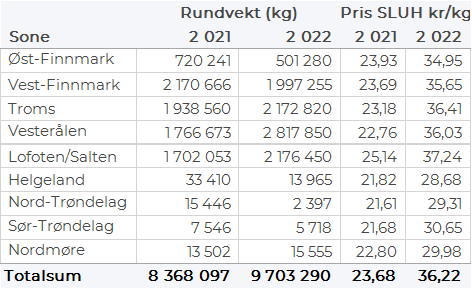 Rundvekt (kg) Pris SLUH kr/kg
Sone 2 021 2 022 2 021 2 022
Øst-Finnmark 720 241 501 280 23,93 34,95
Vest-Finnmark 2 170 666 1 997 255 23,69 35,65
Troms 1 938 560 2 172 820 23,18 36,41
Vesterålen 1 766 673 2 817 850 22,76 36,03
Lofoten/Salten 1 702 053 2 176 450 25,14 37,24
Helgeland 33 410 13 965 21,82 28,68
Nord-Trøndelag 15 446 2 397 21,61 29,31
Sør-Trøndelag 7 546 5 718 21,68 30,65
Nordmøre 13 502 15 555 22,80 29,98
Totalsum 8 368 097 9 703 290 23,68 36,22